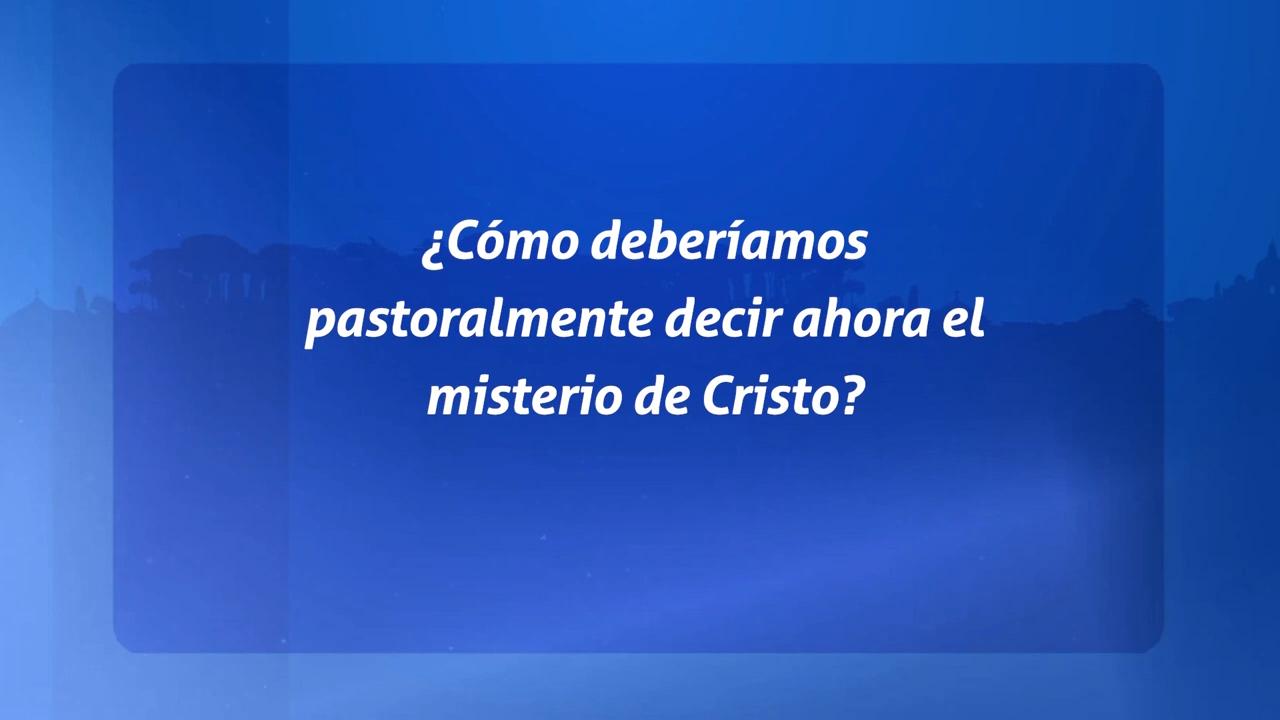 ¿Cómo deberíamos
pastoralmente decir ahora el
misterio de Cristo?